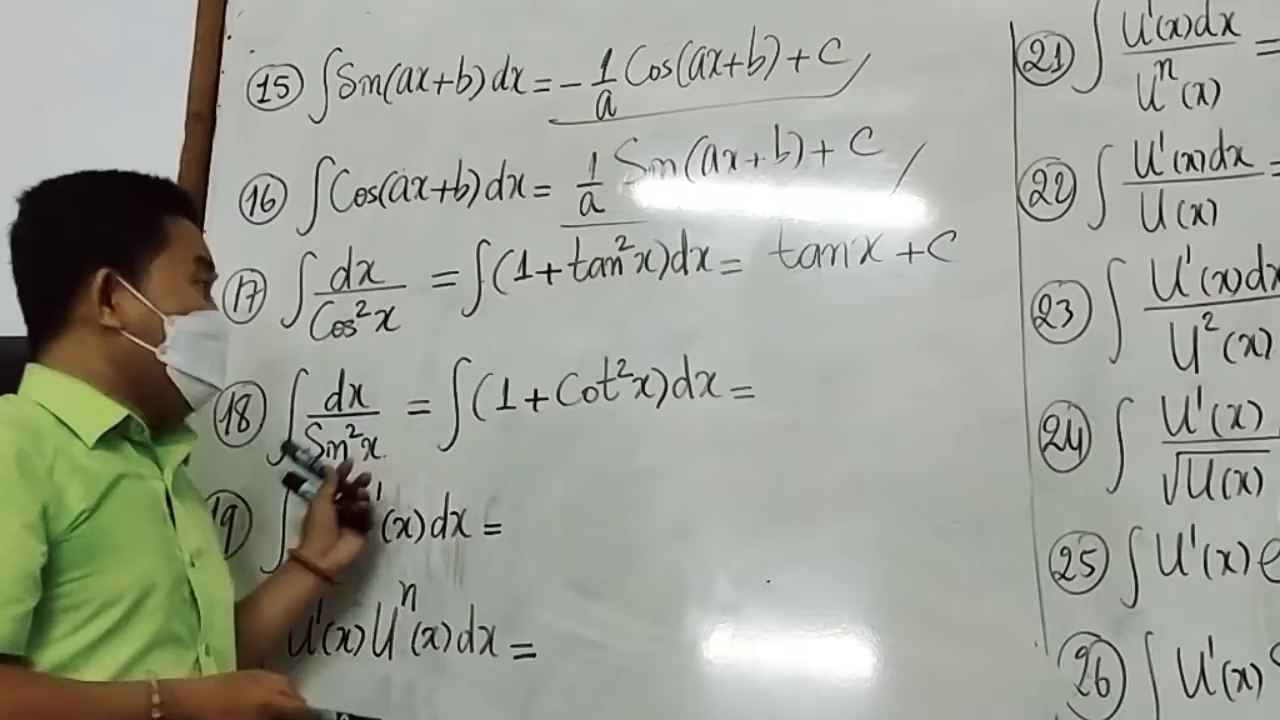 ⑮ ∫Sin(ax+b)dx = -1/a Cos(ax+b)+C
⑯ ∫Cos(ax+b)dx = 1/a Sin(ax+b)+C
⑰ ∫dx/Cos²x = ∫(1+tan²x)dx = tanx+C
⑱ ∫dx/Sin²x = ∫(1+Cot²x)dx =
19 ∫ '(x)dx =
U'(x)Uⁿ(x)dx =
㉑ ∫U'(x)dx/Uⁿ(x) =
㉒ ∫U'(x)dx/U(x) =
㉓ ∫U'(x)dx/U²(x)
㉔ ∫U'(x)/√U(x)
㉕ ∫U'(x)e
㉖ ∫U'(x)